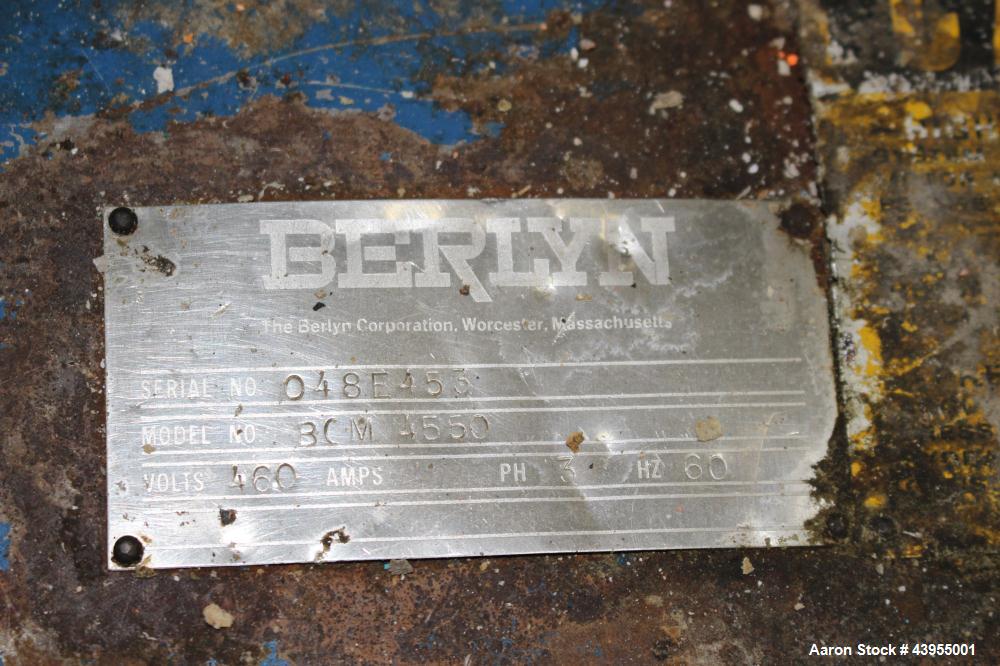 BERLYN
The Berlyn Corporation, Worcester, Massachusetts
SERIAL NO. 048E453
MODEL NO. BCM 4550
VOLTS 460 AMPS PH 3 HZ 60
Aaron Stock # 43955001